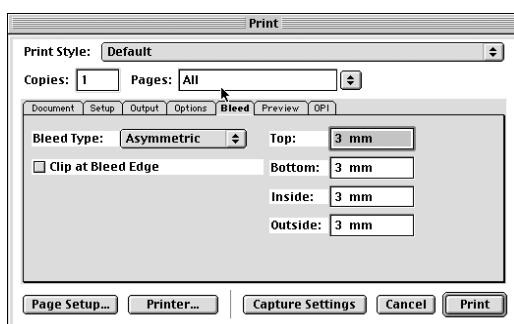 Print
Print Style: Default
Copies: 1 Pages: All
Document Setup Output Options Bleed Preview OPI
Bleed Type: Asymmetric Top: 3 mm
Clip at Bleed Edge Bottom: 3 mm
Inside: 3 mm
Outside: 3 mm
Page Setup... Printer... Capture Settings Cancel Print